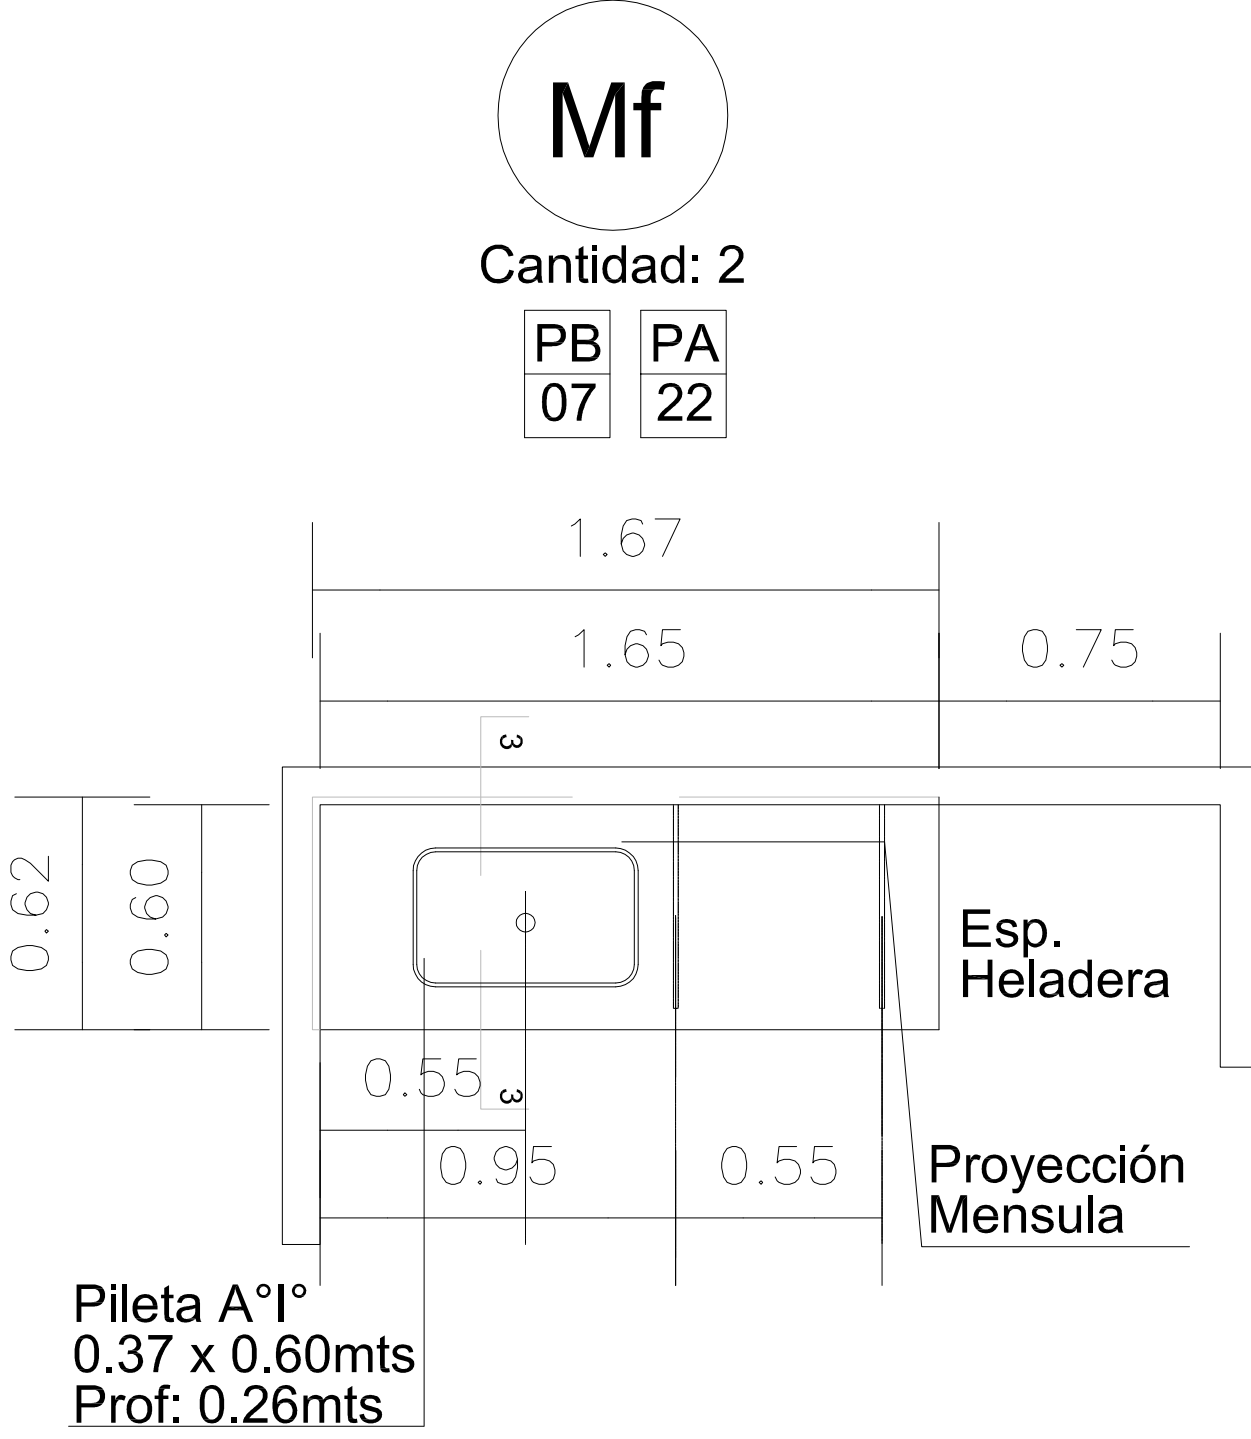 Mf
Cantidad: 2
PB PA
07 22
1.67
1.65 0.75
3
0.62
0.60
Esp.
Heladera
0.55
3
0.95 0.55
Proyección
Mensula
Pileta A°I°
0.37 x 0.60mts
Prof: 0.26mts